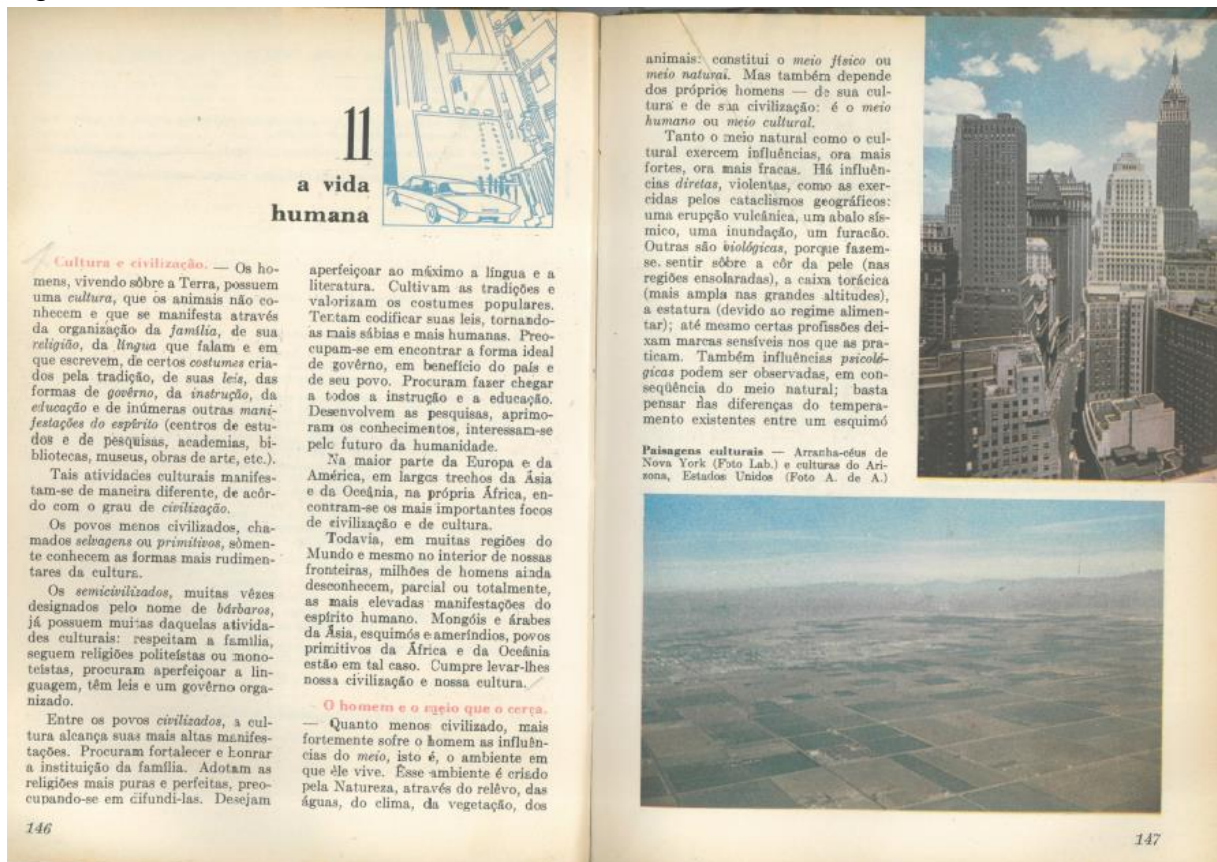 11
a vida
humana
Cultura e civilização. — Os ho-
mens, vivendo sôbre a Terra, possuem
uma cultura, que os animais não co-
nhecem e que se manifesta através
da organização da família, de sua
religião, da língua que falam e em
que escrevem, de certos costumes cria-
dos pela tradição, de suas leis, das
formas de govêrno, da instrução, da
educação e de inúmeras outras mani-
festações do espírito (centros de estu-
dos e de pesquisas, academias, bi-
bliotecas, museus, obras de arte, etc.).
Tais atividades culturais manifes-
tam-se de maneira diferente, de acôr-
do com o grau de civilização.
Os povos menos civilizados, cha-
mados selvagens ou primitivos, sòmen-
te conhecem as formas mais rudimen-
tares da cultura.
Os semicivilizados, muitas vêzes
designados pelo nome de bárbaros,
já possuem muitas daquelas ativida-
des culturais: respeitam a família,
seguem religiões politeístas ou mono-
teístas, procuram aperfeiçoar a lin-
guagem, têm leis e um govêrno orga-
nizado.
Entre os povos civilizados, a cul-
tura alcança suas mais altas manifes-
tações. Procuram fortalecer e honrar
a instituição da família. Adotam as
religiões mais puras e perfeitas, preo-
cupando-se em difundi-las. Desejam
aperfeiçoar ao máximo a língua e a
literatura. Cultivam as tradições e
valorizam os costumes populares.
Tentam codificar suas leis, tornando-
as mais sábias e mais humanas. Preo-
cupam-se em encontrar a forma ideal
de govêrno, em benefício do país e
de seu povo. Procuram fazer chegar
a todos a instrução e a educação.
Desenvolvem as pesquisas, aprimo-
ram os conhecimentos, interessam-se
pelo futuro da humanidade.
Na maior parte da Europa e da
América, em largos trechos da Ásia
e da Oceânia, na própria África, en-
contram-se os mais importantes focos
de civilização e de cultura.
Todavia, em muitas regiões do
Mundo e mesmo no interior de nossas
fronteiras, milhões de homens ainda
desconhecem, parcial ou totalmente,
as mais elevadas manifestações do
espírito humano. Mongóis e árabes
da Ásia, esquimós e ameríndios, povos
primitivos da África e da Oceânia
estão em tal caso. Cumpre levar-lhes
nossa civilização e nossa cultura.
O homem e o meio que o cerca.
— Quanto menos civilizado, mais
fortemente sofre o homem as influên-
cias do meio, isto é, o ambiente em
que êle vive. Êsse ambiente é criado
pela Natureza, através do relêvo, das
águas, do clima, da vegetação, dos
146
animais: constitui o meio físico ou
meio natural. Mas também depende
dos próprios homens — de sua cul-
tura e de sua civilização: é o meio
humano ou meio cultural.
Tanto o meio natural como o cul-
tural exercem influências, ora mais
fortes, ora mais fracas. Há influên-
cias diretas, violentas, como as exer-
cidas pelos cataclismos geográficos:
uma erupção vulcânica, um abalo sís-
mico, uma inundação, um furacão.
Outras são biológicas, porque fazem-
se sentir sôbre a côr da pele (nas
regiões ensolaradas), a caixa torácica
(mais ampla nas grandes altitudes),
a estatura (devido ao regime alimen-
tar); até mesmo certas profissões dei-
xam marcas sensíveis nos que as pra-
ticam. Também influências psicoló-
gicas podem ser observadas, em con-
seqüência do meio natural; basta
pensar nas diferenças do tempera-
mento existentes entre um esquimó
Paisagens culturais — Arranha-céus de
Nova York (Foto Lab.) e culturas do Ari-
zona, Estados Unidos (Foto A. de A.)
147